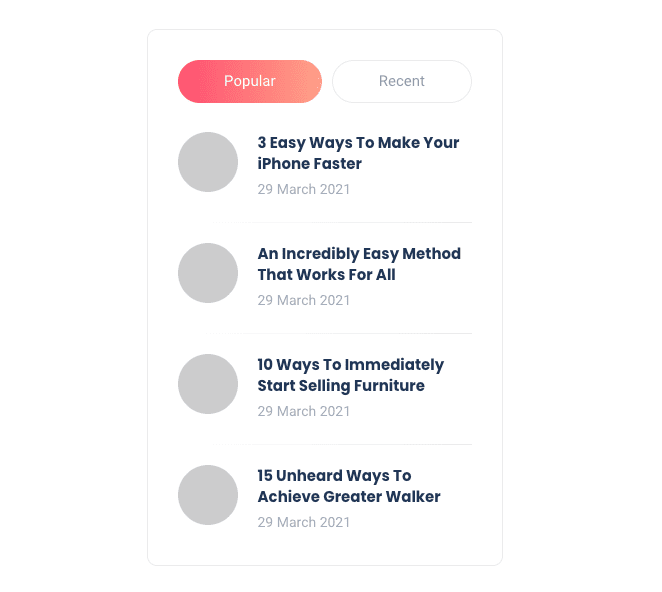 Popular
Recent
3 Easy Ways To Make Your
iPhone Faster
29 March 2021
An Incredibly Easy Method
That Works For All
29 March 2021
10 Ways To Immediately
Start Selling Furniture
29 March 2021
15 Unheard Ways To
Achieve Greater Walker
29 March 2021